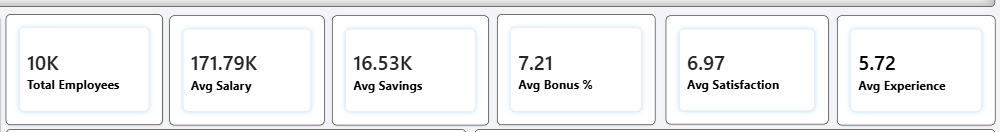 10K
Total Employees
171.79K
Avg Salary
16.53K
Avg Savings
7.21
Avg Bonus %
6.97
Avg Satisfaction
5.72
Avg Experience